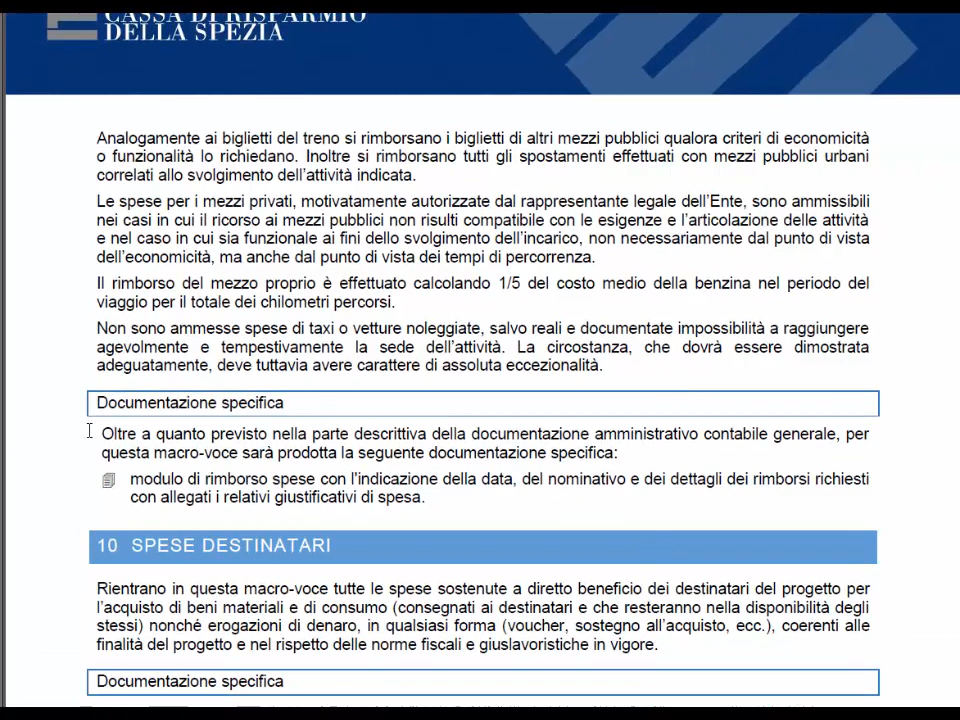 CASSA DI RISPARMIO
DELLA SPEZIA
Analogamente ai biglietti del treno si rimborsano i biglietti di altri mezzi pubblici qualora criteri di economicità
o funzionalità lo richiedano. Inoltre si rimborsano tutti gli spostamenti effettuati con mezzi pubblici urbani
correlati allo svolgimento dell'attività indicata.
Le spese per i mezzi privati, motivatamente autorizzate dal rappresentante legale dell'Ente, sono ammissibili
nei casi in cui il ricorso ai mezzi pubblici non risulti compatibile con le esigenze e l'articolazione delle attività
e nel caso in cui sia funzionale ai fini dello svolgimento dell'incarico, non necessariamente dal punto di vista
dell'economicità, ma anche dal punto di vista dei tempi di percorrenza.
Il rimborso del mezzo proprio è effettuato calcolando 1/5 del costo medio della benzina nel periodo del
viaggio per il totale dei chilometri percorsi.
Non sono ammesse spese di taxi o vetture noleggiate, salvo reali e documentate impossibilità a raggiungere
agevolmente e tempestivamente la sede dell'attività. La circostanza, che dovrà essere dimostrata
adeguatamente, deve tuttavia avere carattere di assoluta eccezionalità.
Documentazione specifica
Oltre a quanto previsto nella parte descrittiva della documentazione amministrativo contabile generale, per
questa macro-voce sarà prodotta la seguente documentazione specifica:
modulo di rimborso spese con l'indicazione della data, del nominativo e dei dettagli dei rimborsi richiesti
con allegati i relativi giustificativi di spesa.
10 SPESE DESTINATARI
Rientrano in questa macro-voce tutte le spese sostenute a diretto beneficio dei destinatari del progetto per
l'acquisto di beni materiali e di consumo (consegnati ai destinatari e che resteranno nella disponibilità degli
stessi) nonché erogazioni di denaro, in qualsiasi forma (voucher, sostegno all'acquisto, ecc.), coerenti alle
finalità del progetto e nel rispetto delle norme fiscali e giuslavoristiche in vigore.
Documentazione specifica